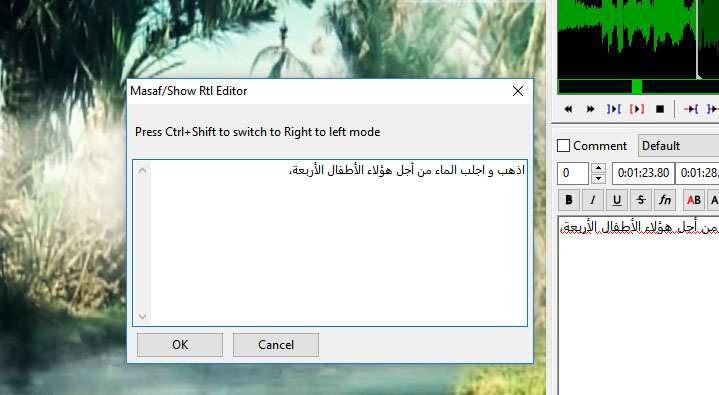 Masaf/Show Rtl Editor
Press Ctrl+Shift to switch to Right to left mode
اذهب و اجلب الماء من أجل هؤلاء الأطفال الأربعة،
OK
Cancel
Comment
Default
0
0:01:23.80
0:01:28.
B I U S fn AB A
من أجل هؤلاء الأطفال الأربعة،